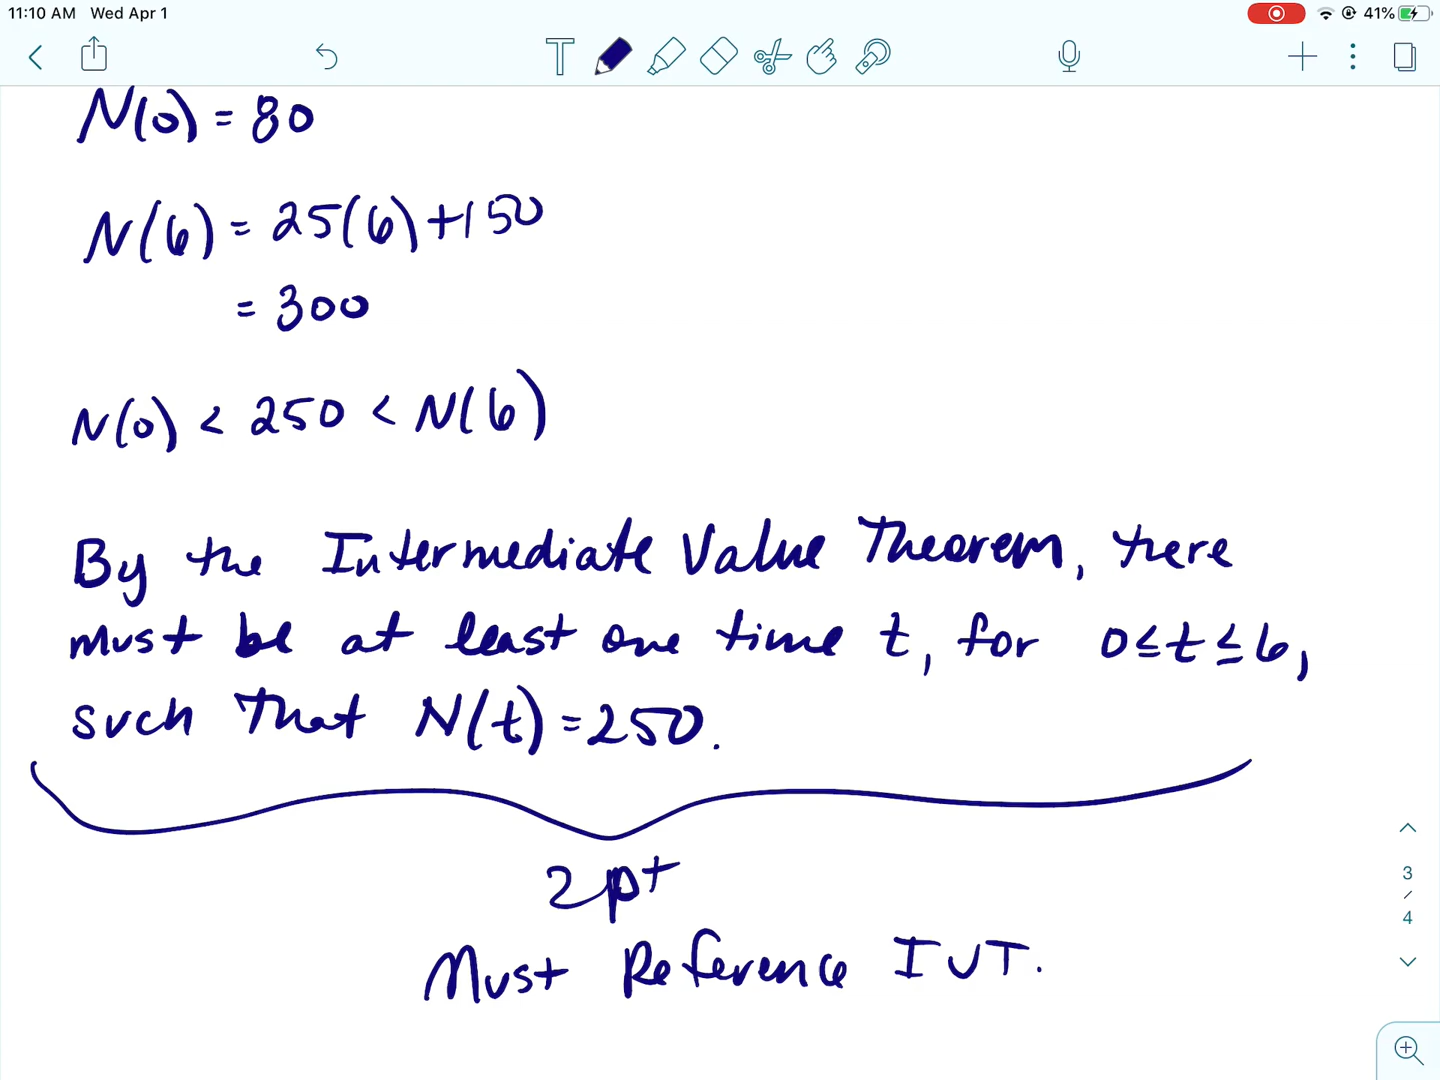 11:10 AM Wed Apr 1
41%
T
N(0) = 80
N(6) = 25(6)+150
= 300
N(0) < 250 < N(6)
By the Intermediate Value Theorem, there
must be at least one time t, for 0≤t≤6,
such that N(t)=250.
3
/
4
2pt
Must Reference IVT.